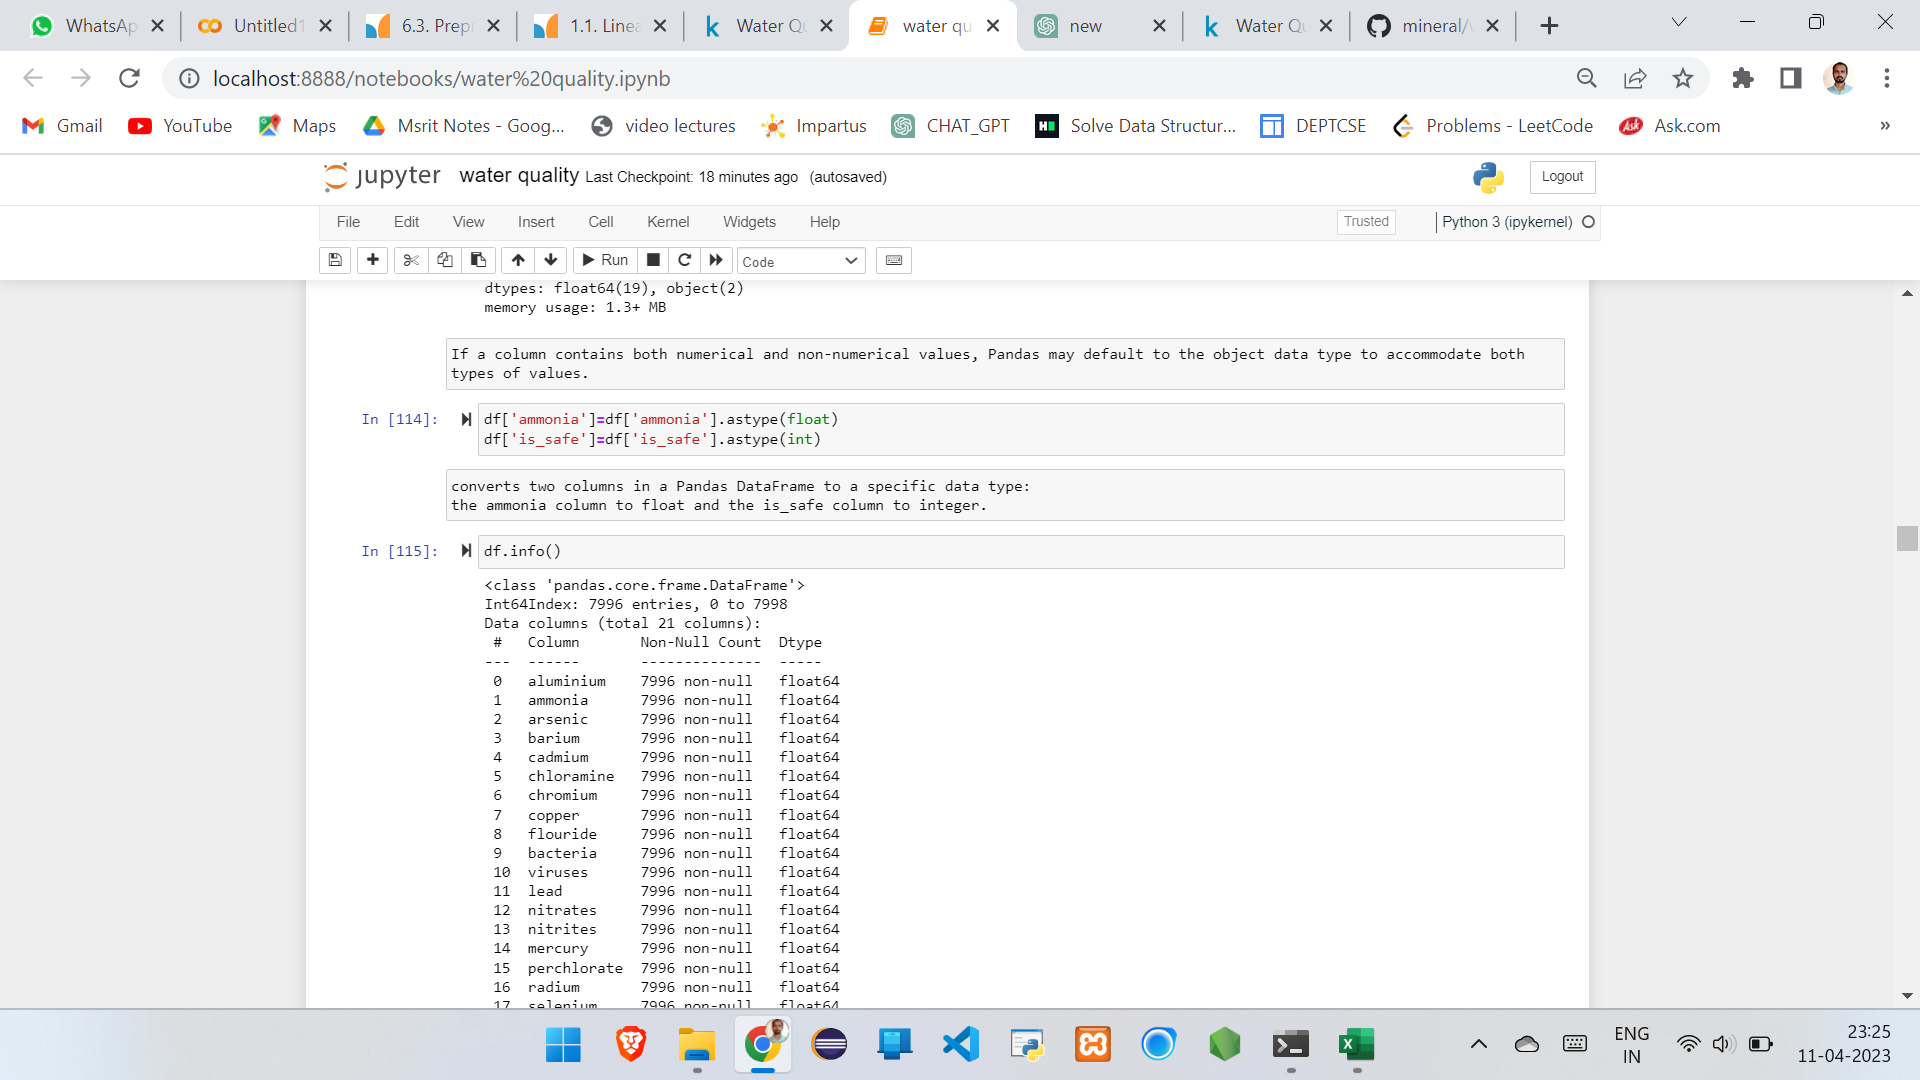 WhatsAp
Untitled1
6.3. Prepr
1.1. Linea
Water Qu
water qu
new
Water Qu
mineral/
localhost:8888/notebooks/water%20quality.ipynb
Gmail
YouTube
Maps
Msrit Notes - Goog...
video lectures
Impartus
CHAT_GPT
Solve Data Structur...
DEPTCSE
Problems - LeetCode
Ask.com
»
jupyter water quality Last Checkpoint: 18 minutes ago (autosaved)
Logout
File Edit View Insert Cell Kernel Widgets Help
Trusted
Python 3 (ipykernel)
Run
Code
dtypes: float64(19), object(2)
memory usage: 1.3+ MB
If a column contains both numerical and non-numerical values, Pandas may default to the object data type to accommodate both
types of values.
In [114]:
df['ammonia']=df['ammonia'].astype(float)
df['is_safe']=df['is_safe'].astype(int)
converts two columns in a Pandas DataFrame to a specific data type:
the ammonia column to float and the is_safe column to integer.
In [115]:
df.info()
<class 'pandas.core.frame.DataFrame'>
Int64Index: 7996 entries, 0 to 7998
Data columns (total 21 columns):
# Column Non-Null Count Dtype
--- ------ -------------- -----
0 aluminium 7996 non-null float64
1 ammonia 7996 non-null float64
2 arsenic 7996 non-null float64
3 barium 7996 non-null float64
4 cadmium 7996 non-null float64
5 chloramine 7996 non-null float64
6 chromium 7996 non-null float64
7 copper 7996 non-null float64
8 flouride 7996 non-null float64
9 bacteria 7996 non-null float64
10 viruses 7996 non-null float64
11 lead 7996 non-null float64
12 nitrates 7996 non-null float64
13 nitrites 7996 non-null float64
14 mercury 7996 non-null float64
15 perchlorate 7996 non-null float64
16 radium 7996 non-null float64
17 selenium 7996 non-null float64
ENG
IN
23:25
11-04-2023